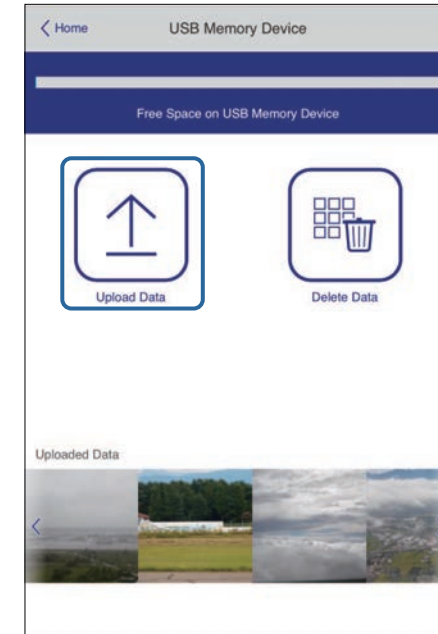 Home
USB Memory Device
Free Space on USB Memory Device
Upload Data
Delete Data
Uploaded Data